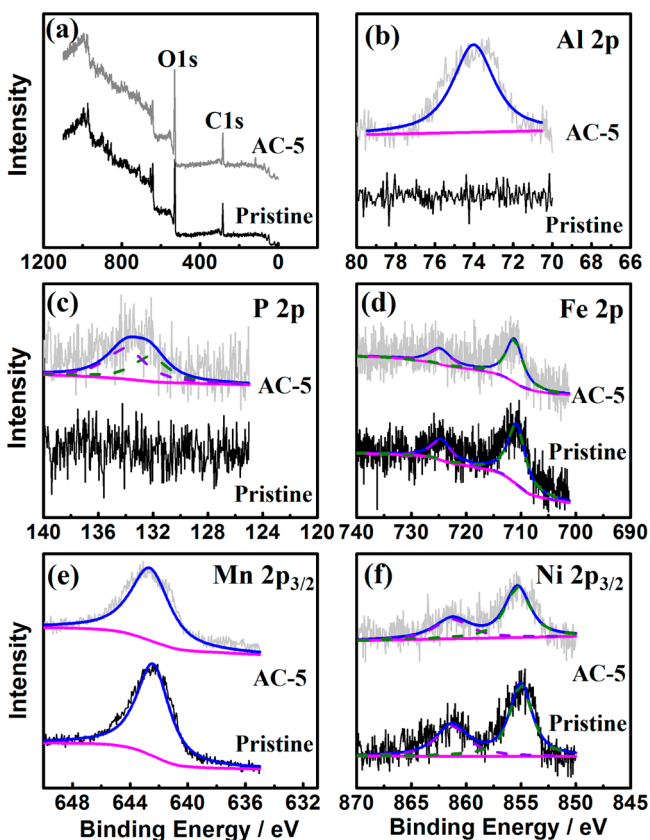 (a)
O1s
C1s
AC-5
Pristine
Intensity
1200 800 400 0
(b)
Al 2p
AC-5
Pristine
Intensity
80 78 76 74 72 70 68 66
(c)
P 2p
AC-5
Pristine
Intensity
140 136 132 128 124 120
(d)
Fe 2p
AC-5
Pristine
Intensity
740 730 720 710 700 690
(e)
Mn 2p3/2
AC-5
Pristine
Intensity
648 644 640 636 632
Binding Energy / eV
(f)
Ni 2p3/2
AC-5
Pristine
Intensity
870 865 860 855 850 845
Binding Energy / eV